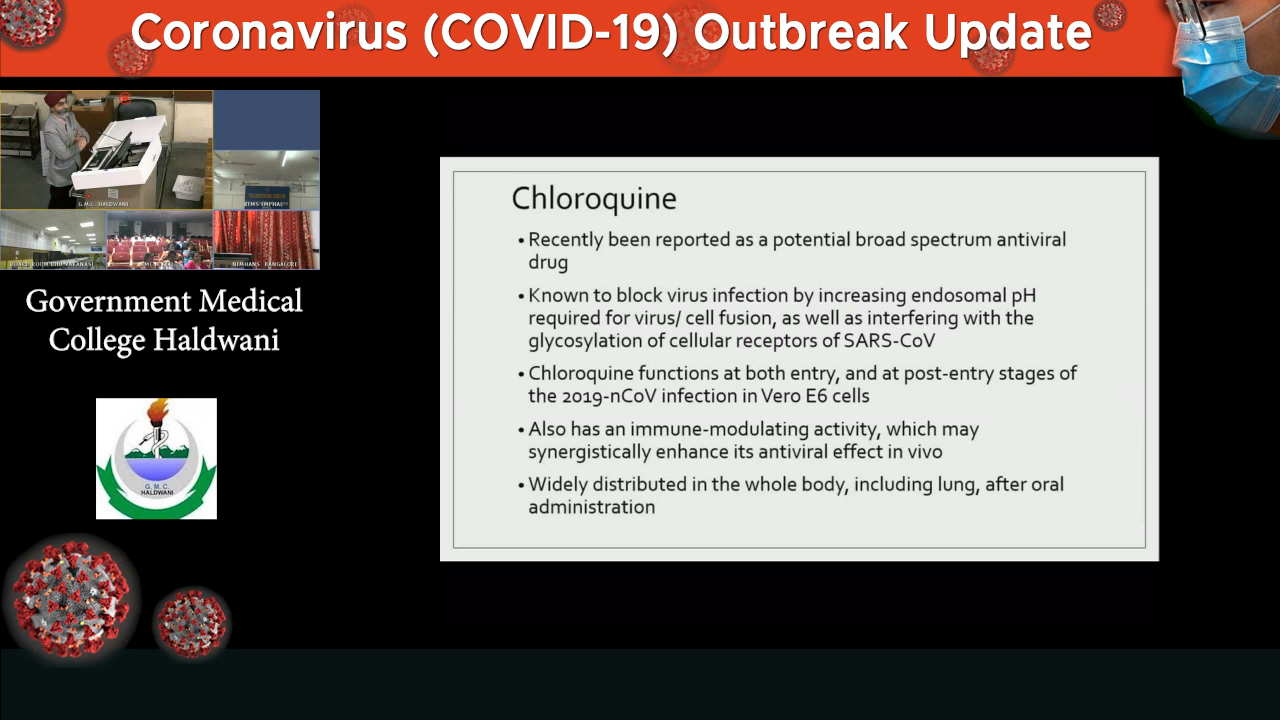 Coronavirus (COVID-19) Outbreak Update
G.M.C. HALDWANI
NIMHANS BANGALORE
Government Medical
College Haldwani
G. M. C.
HALDWANI
Chloroquine
• Recently been reported as a potential broad spectrum antiviral
drug
• Known to block virus infection by increasing endosomal pH
required for virus/ cell fusion, as well as interfering with the
glycosylation of cellular receptors of SARS-CoV
• Chloroquine functions at both entry, and at post-entry stages of
the 2019-nCoV infection in Vero E6 cells
• Also has an immune-modulating activity, which may
synergistically enhance its antiviral effect in vivo
• Widely distributed in the whole body, including lung, after oral
administration